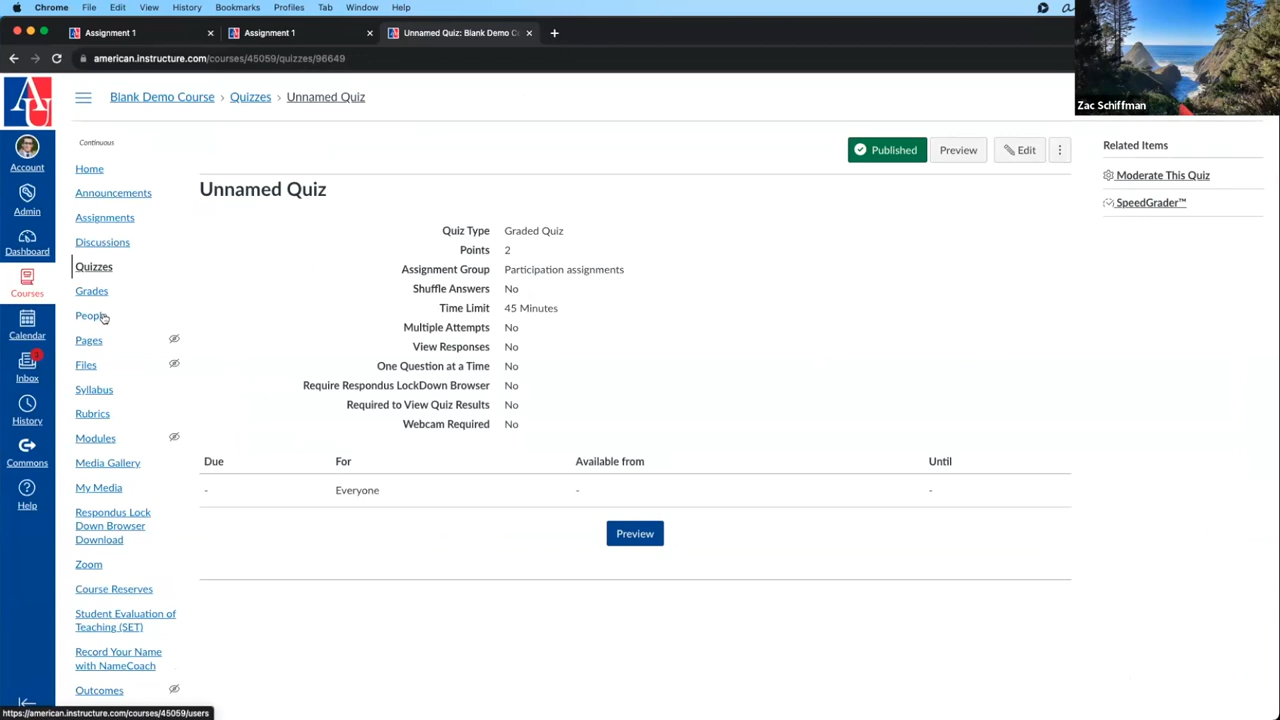 Chrome File Edit View History Bookmarks Profiles Tab Window Help
Assignment 1
Assignment 1
Unnamed Quiz: Blank Demo C
american.instructure.com/courses/45059/quizzes/96649
Zac Schiffman
Blank Demo Course › Quizzes › Unnamed Quiz
Account
Admin
Dashboard
Courses
Calendar
Inbox
History
Commons
Help
Continuous
Home
Announcements
Assignments
Discussions
Quizzes
Grades
People
Pages
Files
Syllabus
Rubrics
Modules
Media Gallery
My Media
Respondus Lock
Down Browser
Download
Zoom
Course Reserves
Student Evaluation of
Teaching (SET)
Record Your Name
with NameCoach
Outcomes
Published Preview Edit
Unnamed Quiz
Quiz Type Graded Quiz
Points 2
Assignment Group Participation assignments
Shuffle Answers No
Time Limit 45 Minutes
Multiple Attempts No
View Responses No
One Question at a Time No
Require Respondus LockDown Browser No
Required to View Quiz Results No
Webcam Required No
Due For Available from Until
- Everyone - -
Preview
Related Items
Moderate This Quiz
SpeedGrader™
https://american.instructure.com/courses/45059/users